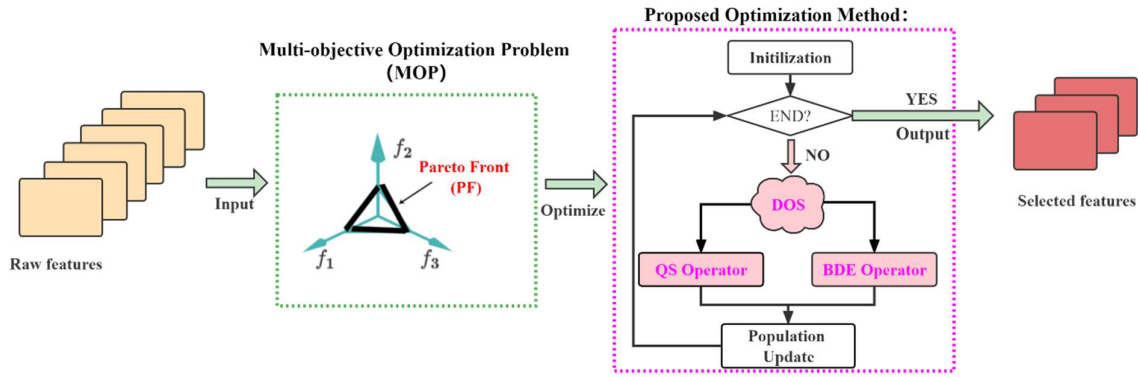 Proposed Optimization Method:
Multi-objective Optimization Problem
(MOP)
Initilization
END?
YES
Output
NO
f2
Pareto Front
(PF)
f1
f3
Input
Optimize
DOS
QS Operator
BDE Operator
Population
Update
Raw features
Selected features